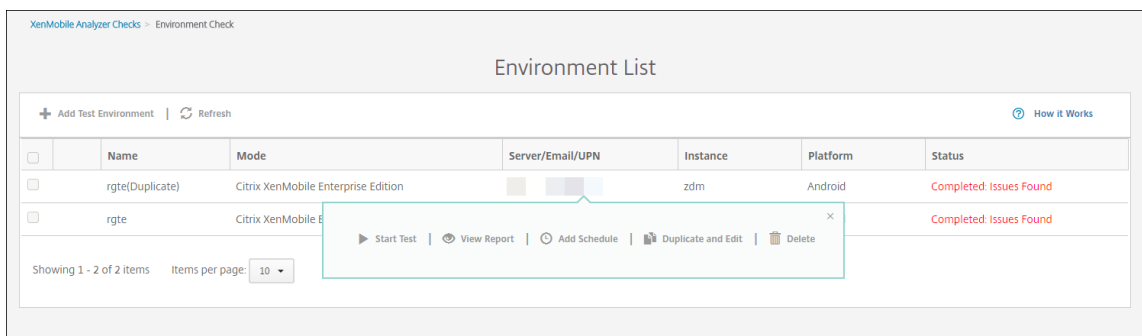 XenMobile Analyzer Checks > Environment Check
Environment List
Add Test Environment | Refresh
How it Works
Name Mode Server/Email/UPN Instance Platform Status
rgte(Duplicate) Citrix XenMobile Enterprise Edition zdm Android Completed: Issues Found
rgte Citrix XenMobile E Completed: Issues Found
Start Test | View Report | Add Schedule | Duplicate and Edit | Delete
Showing 1 - 2 of 2 items Items per page: 10